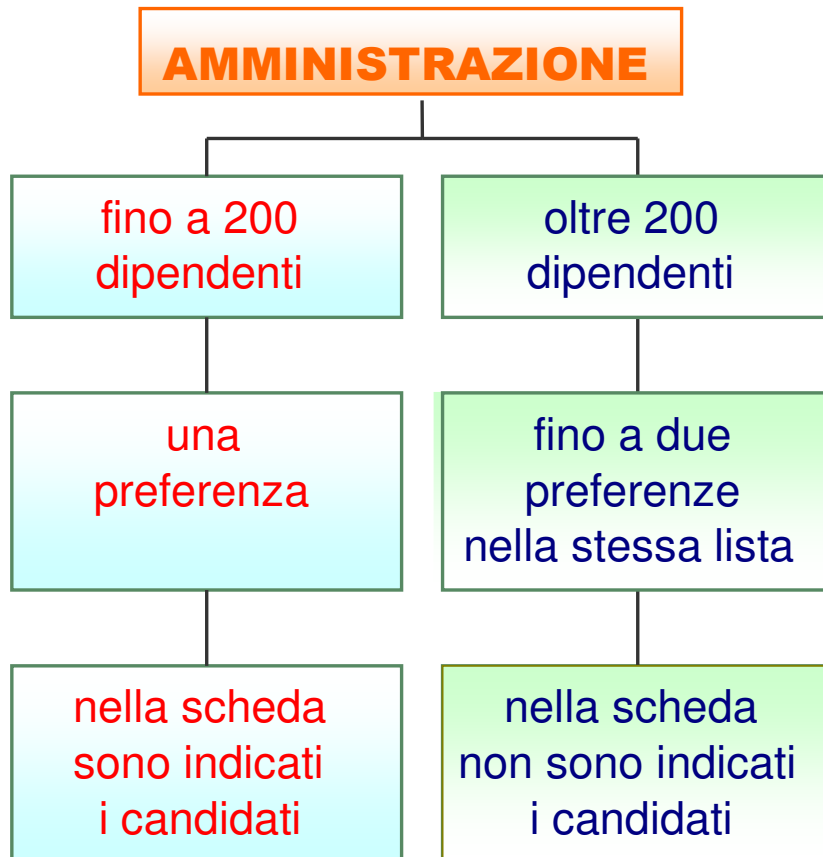 AMMINISTRAZIONE
fino a 200
dipendenti
oltre 200
dipendenti
una
preferenza
fino a due
preferenze
nella stessa lista
nella scheda
sono indicati
i candidati
nella scheda
non sono indicati
i candidati